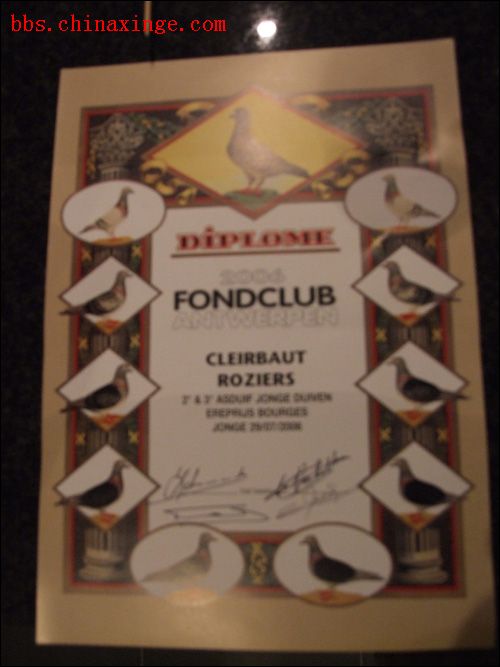 bbs.chinaxinge.com
DIPLOME
2006
FONDCLUB
ANTWERPEN
CLEIRBAUT
ROZIERS
2° & 3° ASDUIF JONGE DUIVEN
EREPRIJS BOURGES
JONGE 29/07/2006